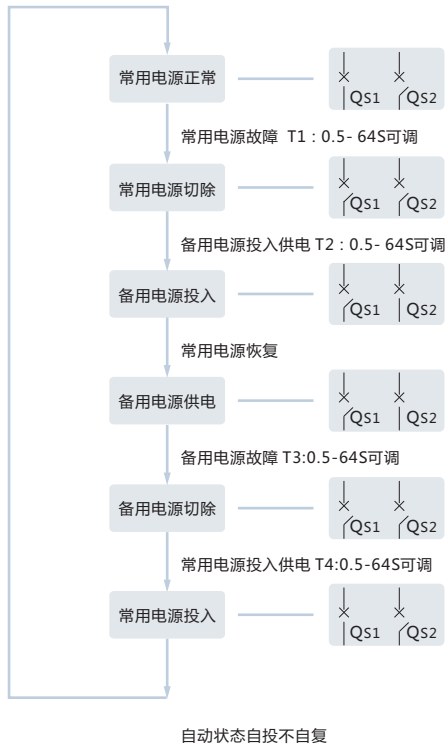 常用电源正常
QS1 QS2
常用电源故障 T1：0.5- 64S可调
常用电源切除
QS1 QS2
备用电源投入供电 T2：0.5- 64S可调
备用电源投入
QS1 QS2
常用电源恢复
备用电源供电
QS1 QS2
备用电源故障 T3:0.5-64S可调
备用电源切除
QS1 QS2
常用电源投入供电 T4:0.5-64S可调
常用电源投入
QS1 QS2
自动状态自投不自复